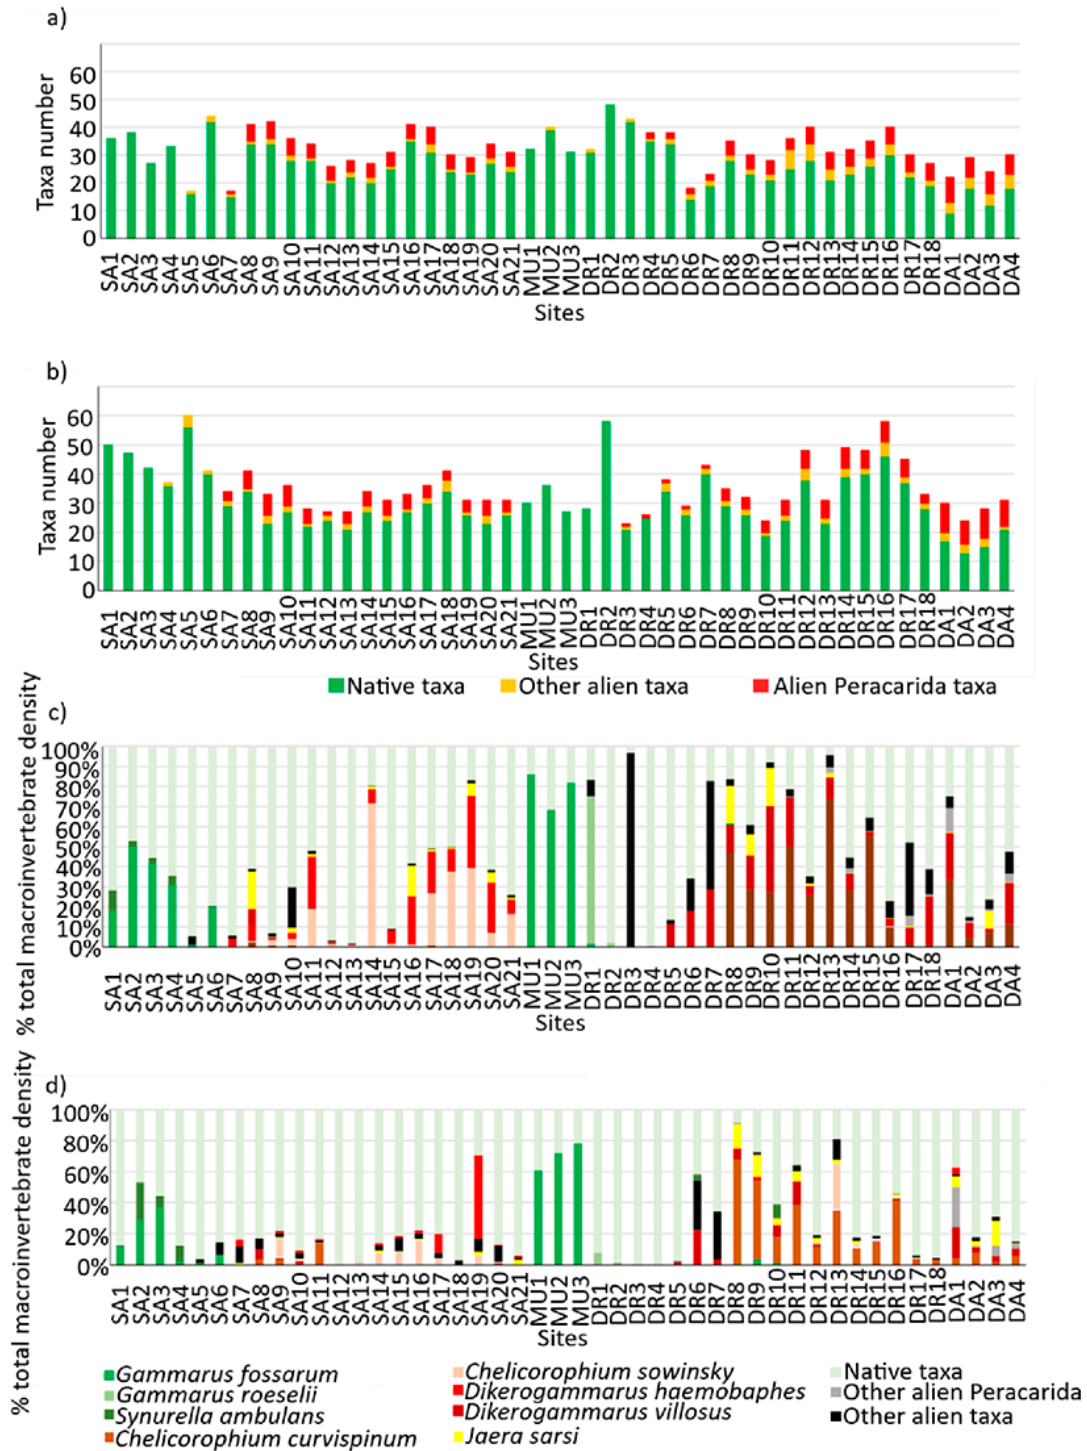 a)
Taxa number
60
50
40
30
20
10
0
SA1 SA2 SA3 SA4 SA5 SA6 SA7 SA8 SA9 SA10 SA11 SA12 SA13 SA14 SA15 SA16 SA17 SA18 SA19 SA20 SA21 MU1 MU2 MU3 DR1 DR2 DR3 DR4 DR5 DR6 DR7 DR8 DR9 DR10 DR11 DR12 DR13 DR14 DR15 DR16 DR17 DR18 DA1 DA2 DA3 DA4
Sites
b)
Taxa number
60
50
40
30
20
10
0
SA1 SA2 SA3 SA4 SA5 SA6 SA7 SA8 SA9 SA10 SA11 SA12 SA13 SA14 SA15 SA16 SA17 SA18 SA19 SA20 SA21 MU1 MU2 MU3 DR1 DR2 DR3 DR4 DR5 DR6 DR7 DR8 DR9 DR10 DR11 DR12 DR13 DR14 DR15 DR16 DR17 DR18 DA1 DA2 DA3 DA4
Sites
Native taxa Other alien taxa Alien Peracarida taxa
c)
% total macroinvertebrate density
100%
90%
80%
70%
60%
50%
40%
30%
20%
10%
0%
SA1 SA2 SA3 SA4 SA5 SA6 SA7 SA8 SA9 SA10 SA11 SA12 SA13 SA14 SA15 SA16 SA17 SA18 SA19 SA20 SA21 MU1 MU2 MU3 DR1 DR2 DR3 DR4 DR5 DR6 DR7 DR8 DR9 DR10 DR11 DR12 DR13 DR14 DR15 DR16 DR17 DR18 DA1 DA2 DA3 DA4
Sites
d)
% total macroinvertebrate density
100%
80%
60%
40%
20%
0%
SA1 SA2 SA3 SA4 SA5 SA6 SA7 SA8 SA9 SA10 SA11 SA12 SA13 SA14 SA15 SA16 SA17 SA18 SA19 SA20 SA21 MU1 MU2 MU3 DR1 DR2 DR3 DR4 DR5 DR6 DR7 DR8 DR9 DR10 DR11 DR12 DR13 DR14 DR15 DR16 DR17 DR18 DA1 DA2 DA3 DA4
Sites
Gammarus fossarum
Gammarus roeselii
Synurella ambulans
Chelicorophium curvispinum
Chelicorophium sowinsky
Dikerogammarus haemobaphes
Dikerogammarus villosus
Jaera sarsi
Native taxa
Other alien Peracarida
Other alien taxa